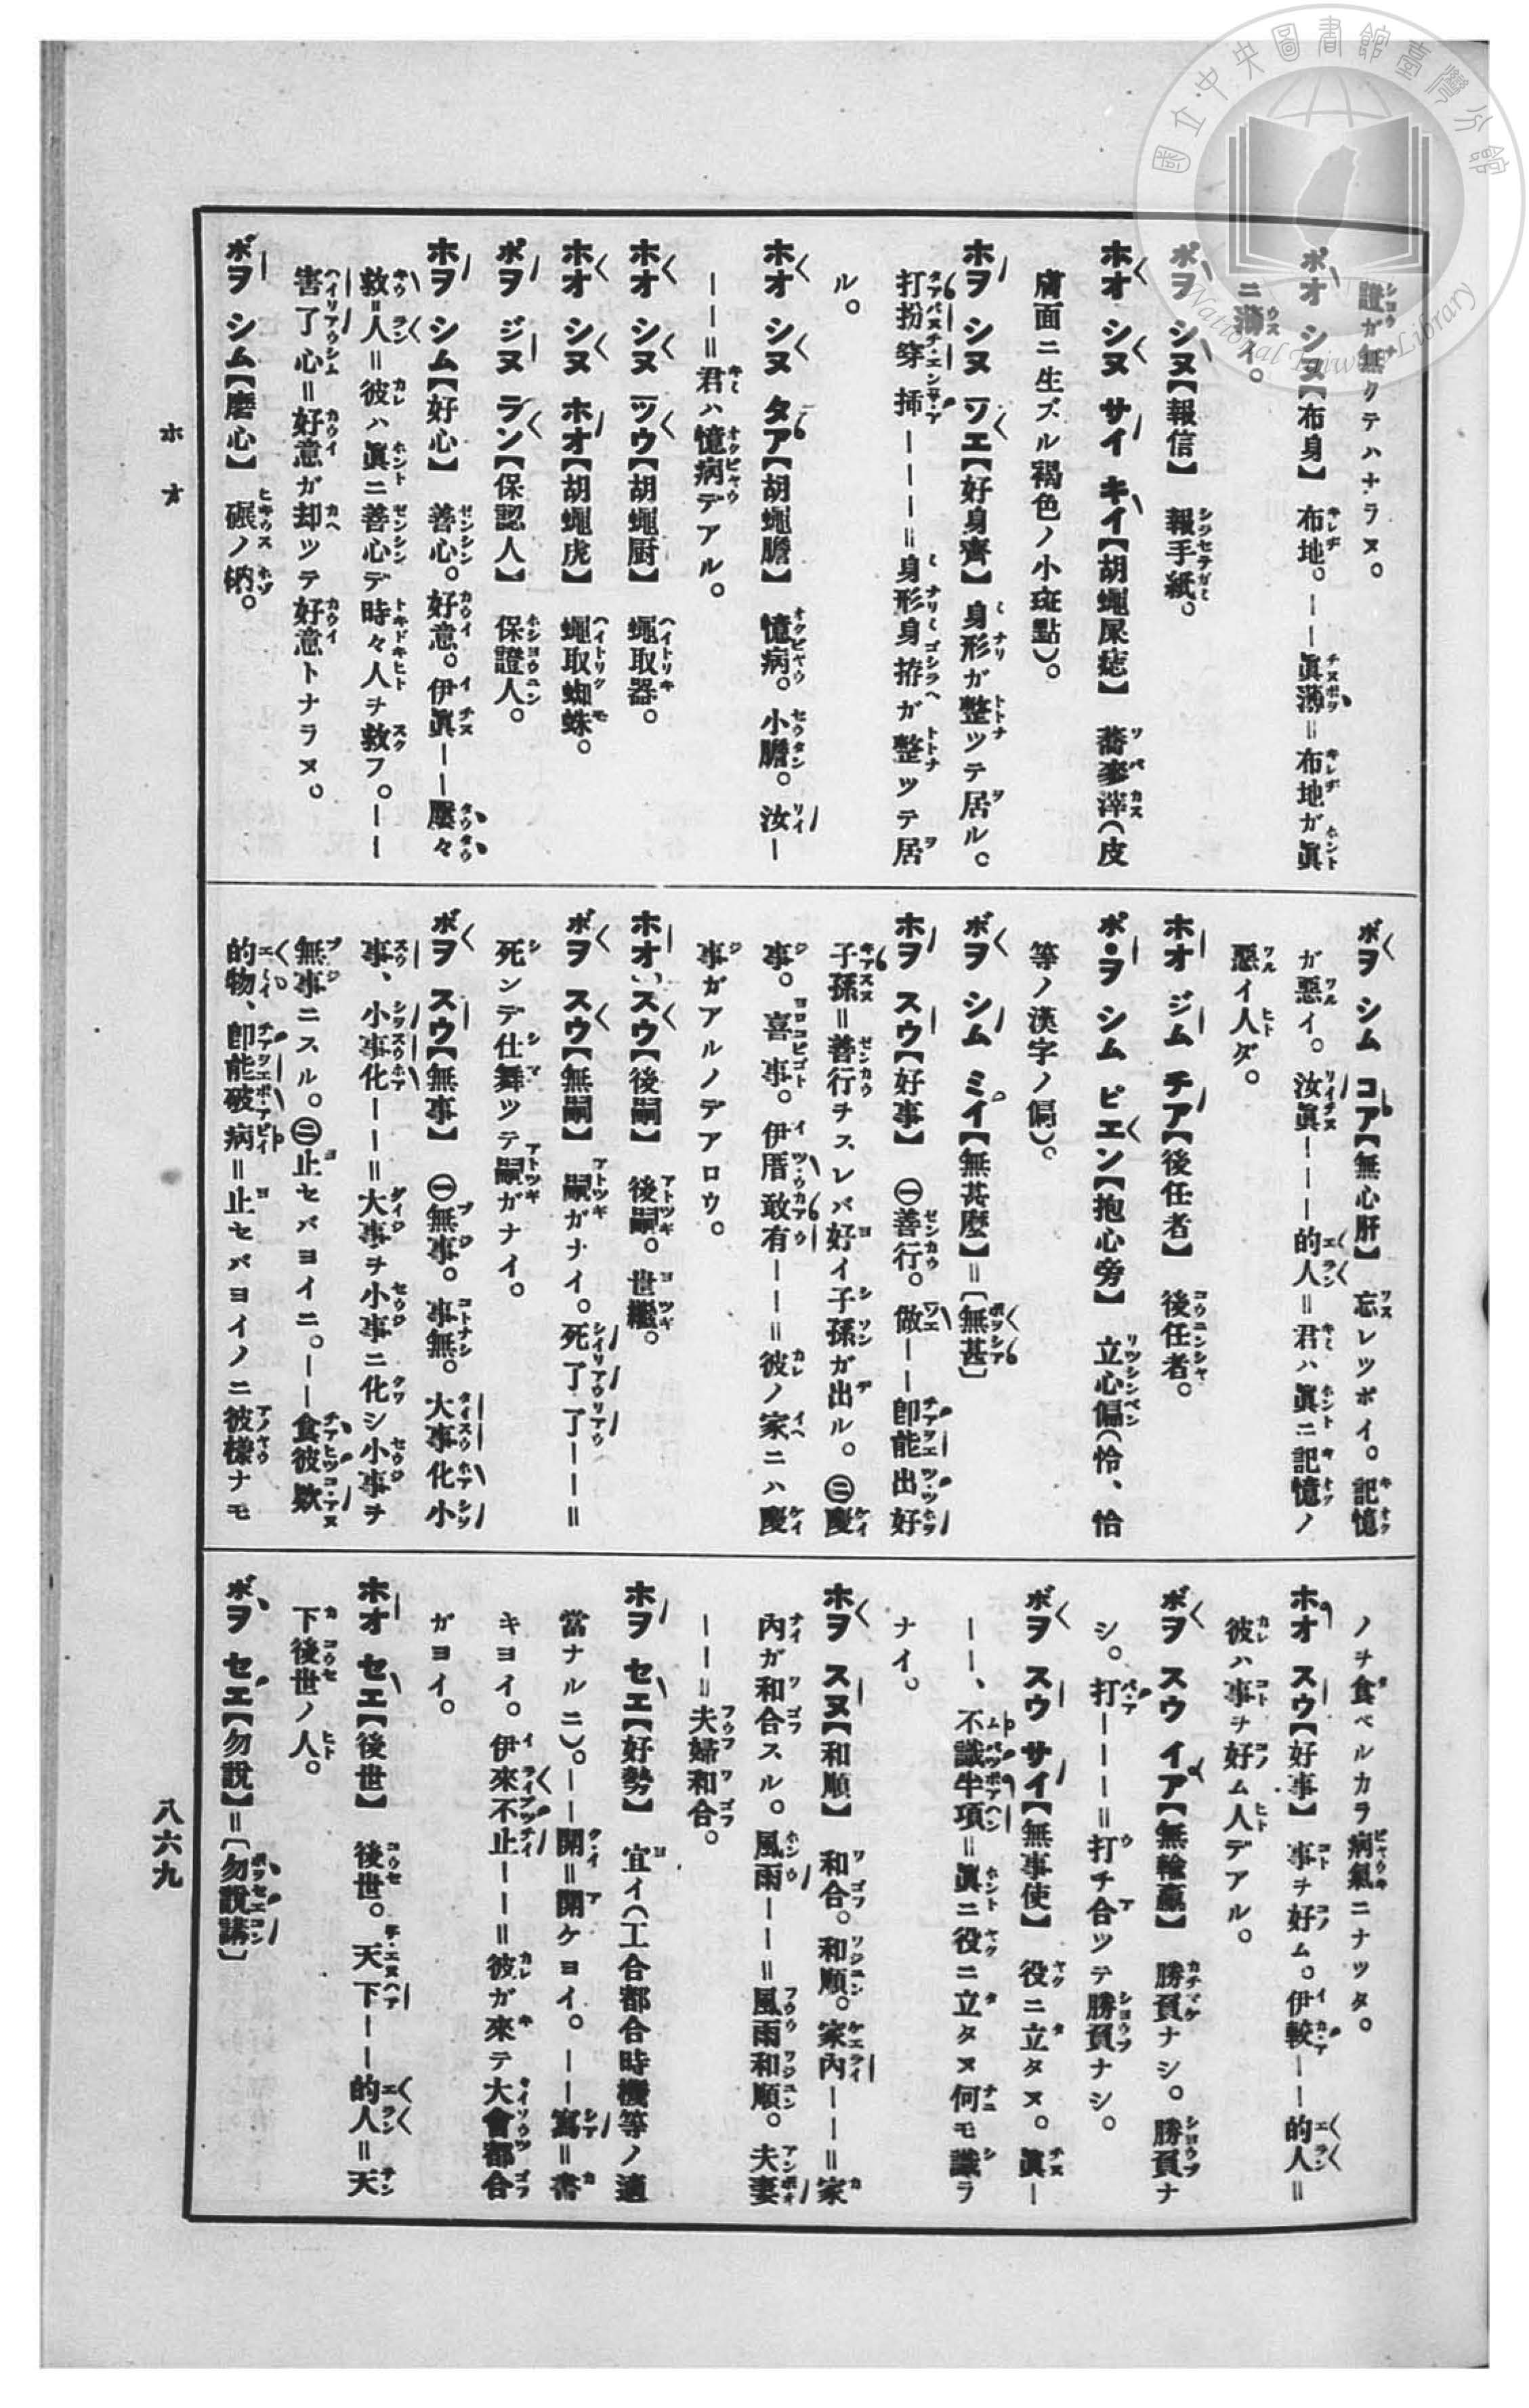 國立中央圖書館臺灣分館
National Taiwan Library
證ガ無クテハナラヌ。
ポオ シヌ【布身】 布地。——眞薄=布地ガ眞
ニ薄イ。
ポヲ シヌ【報信】 報手紙。
ホオ シヌ サイ キイ【胡蠅屎痣】 蕎麥滓(皮
膚面ニ生ズル褐色ノ小斑點)。
ホヲ シヌ ツエ【好身齊】 身形ガ整ツテ居ル。
打扮穿插————=身形身拵ガ整ツテ居
ル。
ホオ シヌ タア【胡蠅膽】 憶病。小膽。汝—
——=君ハ憶病デアル。
ホオ シヌ ツウ【胡蠅厨】 蠅取器。
ホオ シヌ ホオ【胡蠅虎】 蠅取蜘蛛。
ポヲ ジヌ ラン【保認人】 保證人。
ホヲ シム【好心】 善心。好意。伊眞——屢々
救=人=彼ハ眞ニ善心デ時々人ヲ救フ。——
害了心=好意ガ却ツテ好意トナラヌ。
ボヲ シム【磨心】 碾ノ枘。
ボヲ シム コア【無心肝】 忘レツポイ。記憶
ガ惡イ。汝眞———的人=君ハ眞ニ記憶ノ
惡イ人ダ。
ホオ ジム チア【後任者】 後任者。
ポヲ シム ピエン【抱心旁】 立心偏(怜、恰
等ノ漢字ノ偏)。
ボヲ シム ミイ【無甚麽】=〔無甚〕
ホヲ スウ【好事】 ㊀善行。做——卽能出好
子孫=善行ヲスレバ好イ子孫ガ出ル。㊁慶
事。喜事。伊厝敢有——=彼ノ家ニハ慶
事ガアルノデアロウ。
ホオ スウ【後嗣】 後嗣。世繼。
ボヲ スウ【無嗣】 嗣ガナイ。死了了——=
死ンデ仕舞ツテ嗣ガナイ。
ボヲ スウ【無事】 ㊀無事。事無。大事化小
事、小事化——=大事ヲ小事ニ化シ小事ヲ
無事ニスル。㊁止セバヨイニ。——食彼款
的物、卽能破病=止セバヨイノニ彼樣ナモ
ノヲ食ベルカラ病氣ニナツタ。
ホオ スウ【好事】 事ヲ好ム。伊較——的人=
彼ハ事ヲ好ム人デアル。
ボヲ スウ イア【無輸贏】 勝負ナシ。勝負ナ
シ。打———=打チ合ツテ勝負ナシ。
ボヲ スウ サイ【無事使】 役ニ立タヌ。眞—
——、不識半項=眞ニ役ニ立タヌ何モ識ラ
ナイ。
ホヲ スヌ【和順】 和合。和順。家內——=家
內ガ和合スル。風雨——=風雨和順。夫妻
——=夫婦和合。
ホヲ セエ【好勢】 宜イ(工合都合時機等ノ適
當ナルニ)。——開=開ケヨイ。——寫=書
キヨイ。伊來不止——=彼ガ來テ大會都合
ガヨイ。
ホオ セエ【後世】 後世。天下——的人=天
下後世ノ人。
ボヲ セエ【勿說】=〔勿說講〕
ホオ
八六九